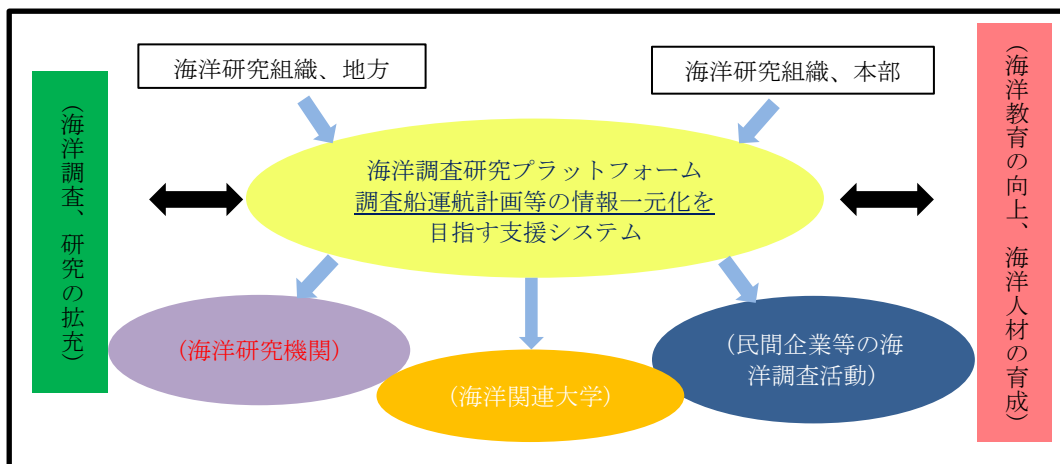 海洋研究組織、地方
海洋研究組織、本部
(海洋調査、研究の拡充)
海洋調査研究プラットフォーム
調査船運航計画等の情報一元化を
目指す支援システム
(海洋教育の向上、海洋人材の育成)
(海洋研究機関)
(海洋関連大学)
(民間企業等の海
洋調査活動)